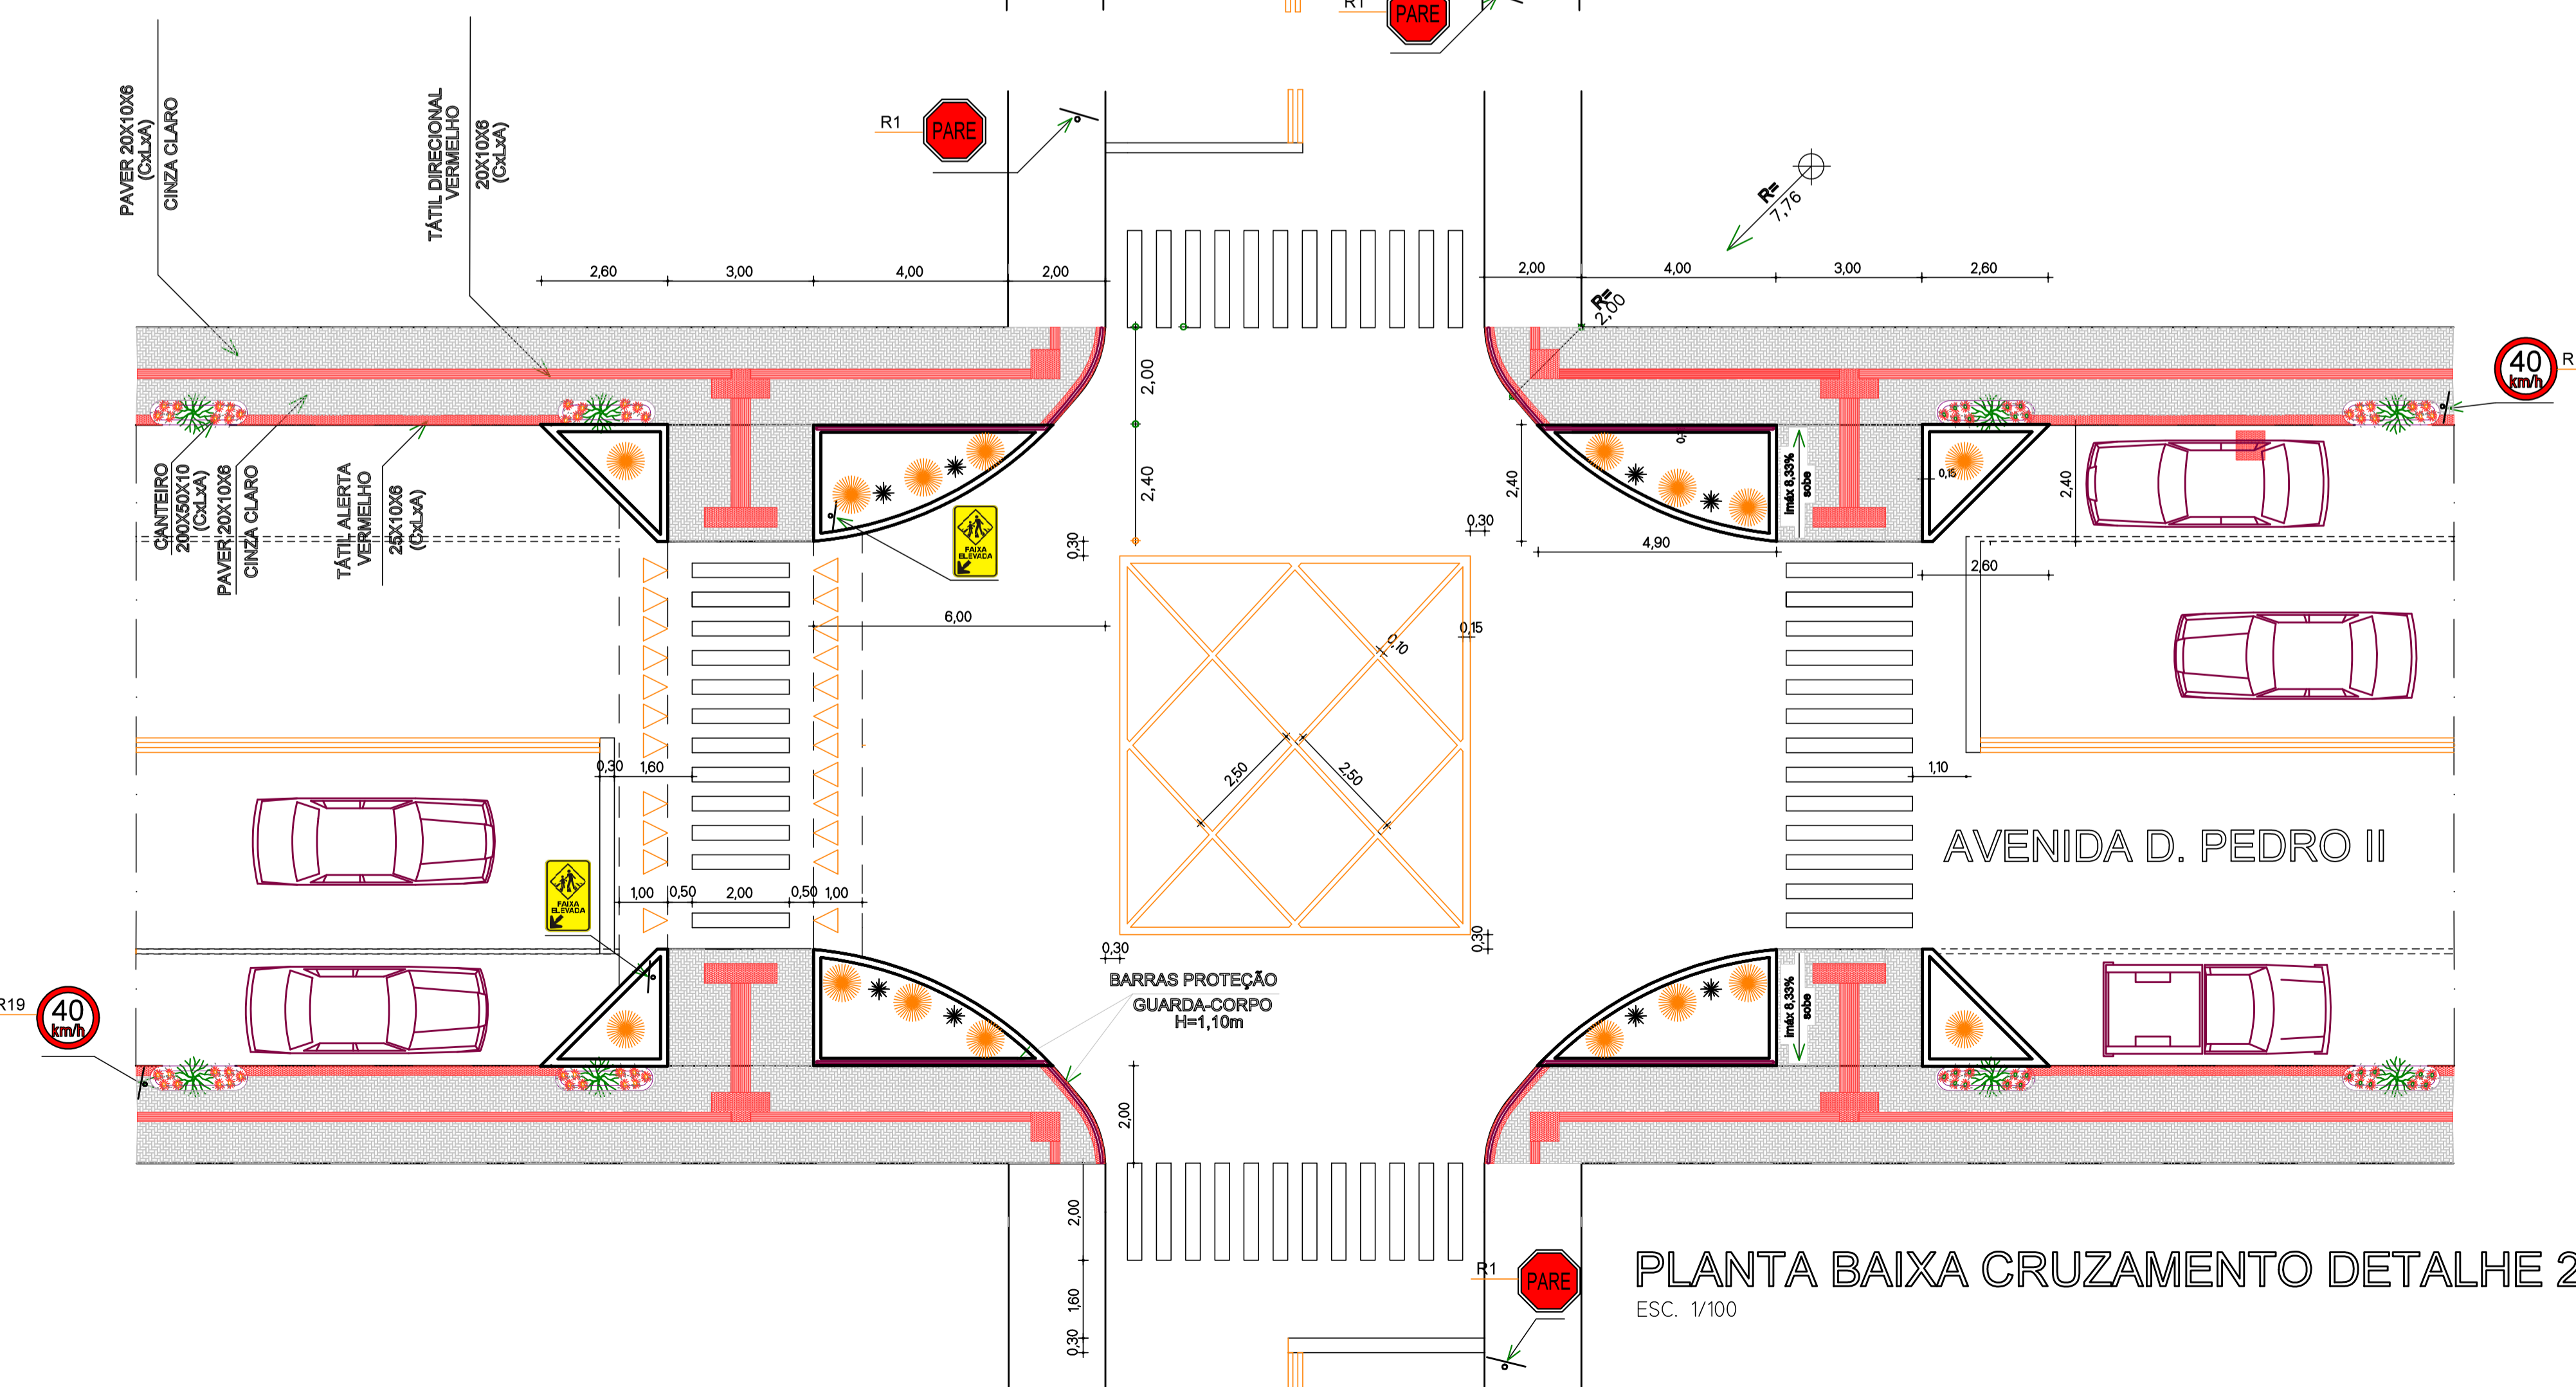 R1
PARE
R1
PARE
PAVER 20X10X6
(CxLxA)
CINZA CLARO
TÁTIL DIRECIONAL
VERMELHO
20X10X6
(CxLxA)
R=
7,76
2,60
3,00
4,00
2,00
2,00
4,00
3,00
2,60
R=
2,00
40
km/h
R
2,00
2,40
CANTEIRO
200X50X10
(CxLxA)
PAVER 20X10X6
CINZA CLARO
TÁTIL ALERTA
VERMELHO
25X10X6
(CxLxA)
FAIXA
ELEVADA
0,30
2,40
4,90
0,30
imáx 8,33%
sobe
0,15
2,40
2,60
6,00
0,15
0,10
0,30
1,60
2,50
2,50
1,10
AVENIDA D. PEDRO II
FAIXA
ELEVADA
1,00
0,50
2,00
0,50
1,00
0,30
0,30
BARRAS PROTEÇÃO
GUARDA-CORPO
H=1,10m
imáx 8,33%
sobe
R19
40
km/h
2,00
2,00
1,60
0,30
R1
PARE
PLANTA BAIXA CRUZAMENTO DETALHE 2
ESC. 1/100